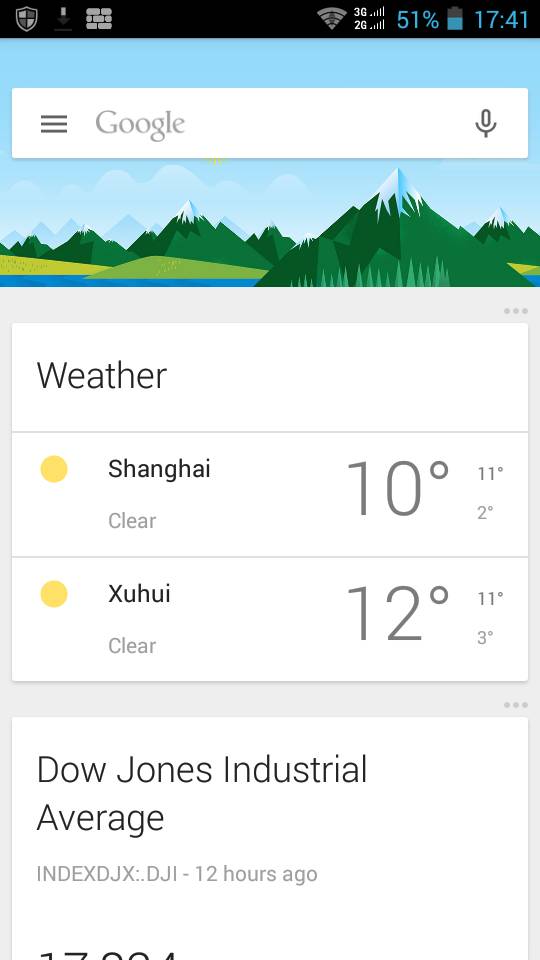 3G
2G
51%
17:41
Google
Weather
Shanghai
10°
11°
Clear
2°
Xuhui
12°
11°
Clear
3°
Dow Jones Industrial
Average
INDEXDJX:.DJI - 12 hours ago